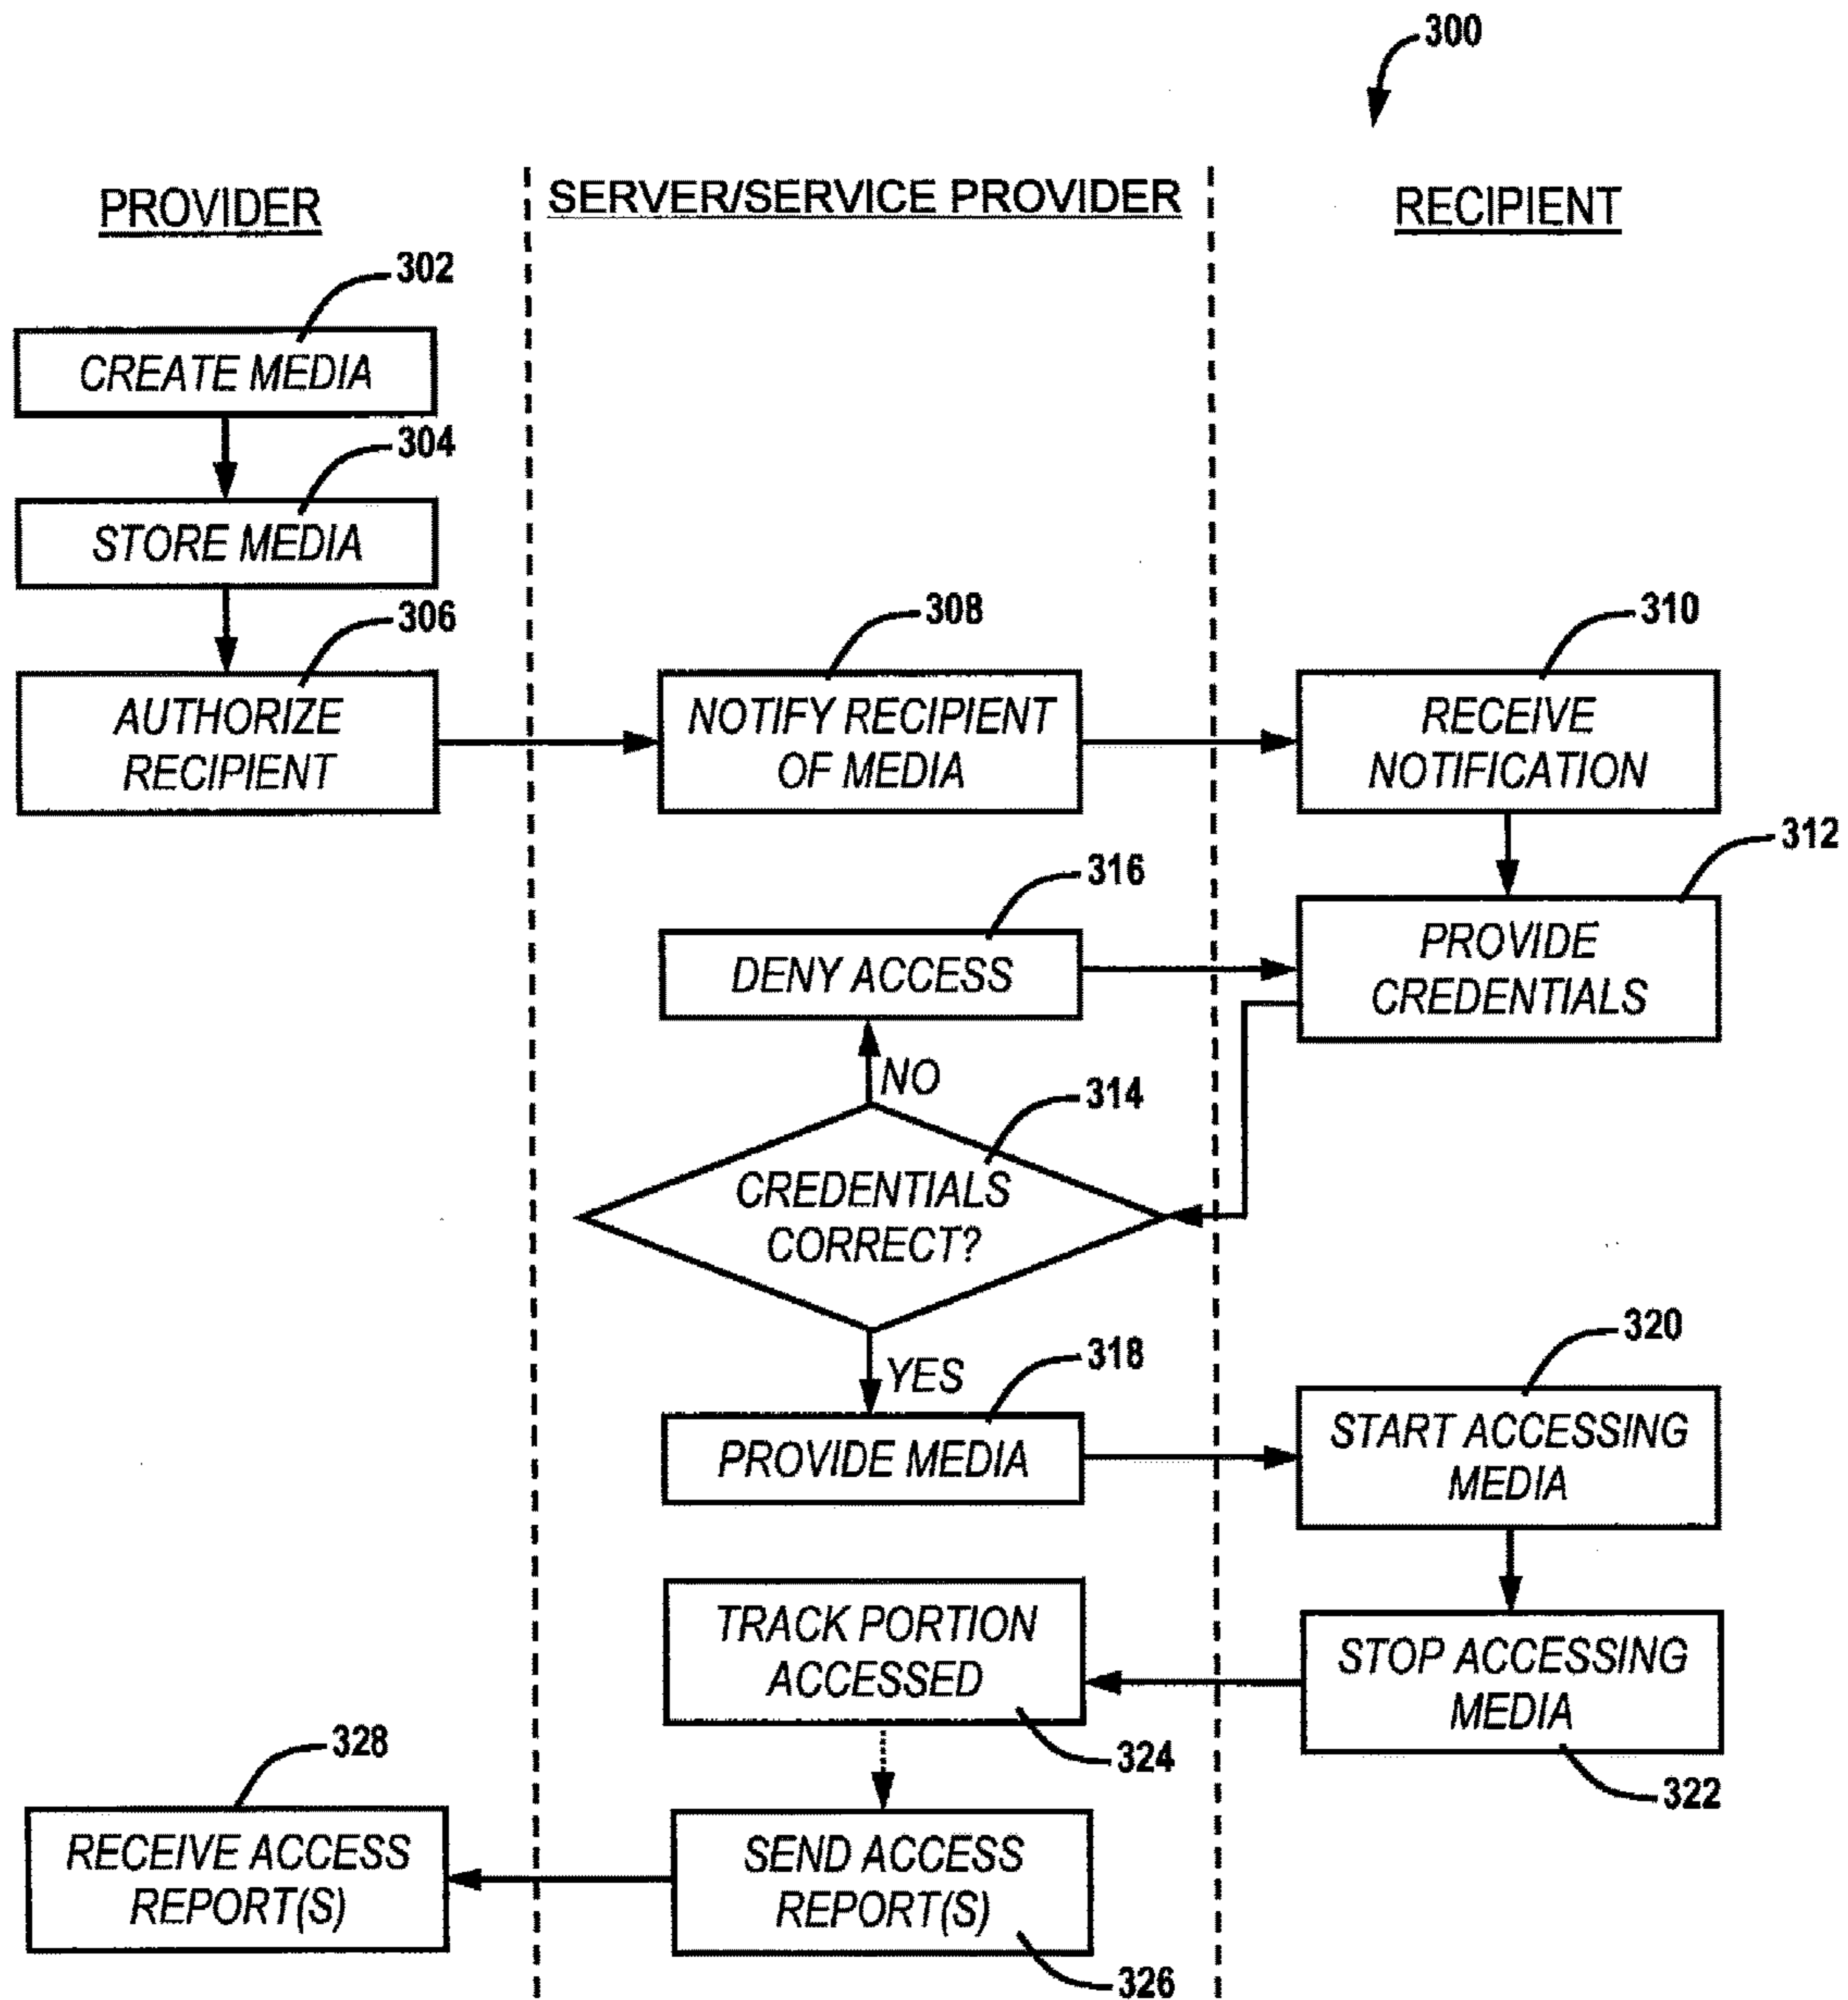 300
PROVIDER
SERVER/SERVICE PROVIDER
RECIPIENT
302
CREATE MEDIA
304
STORE MEDIA
306
AUTHORIZE
RECIPIENT
308
NOTIFY RECIPIENT
OF MEDIA
310
RECEIVE
NOTIFICATION
312
PROVIDE
CREDENTIALS
316
DENY ACCESS
NO
314
CREDENTIALS
CORRECT?
YES
318
PROVIDE MEDIA
320
START ACCESSING
MEDIA
STOP ACCESSING
MEDIA
322
TRACK PORTION
ACCESSED
324
SEND ACCESS
REPORT(S)
326
328
RECEIVE ACCESS
REPORT(S)